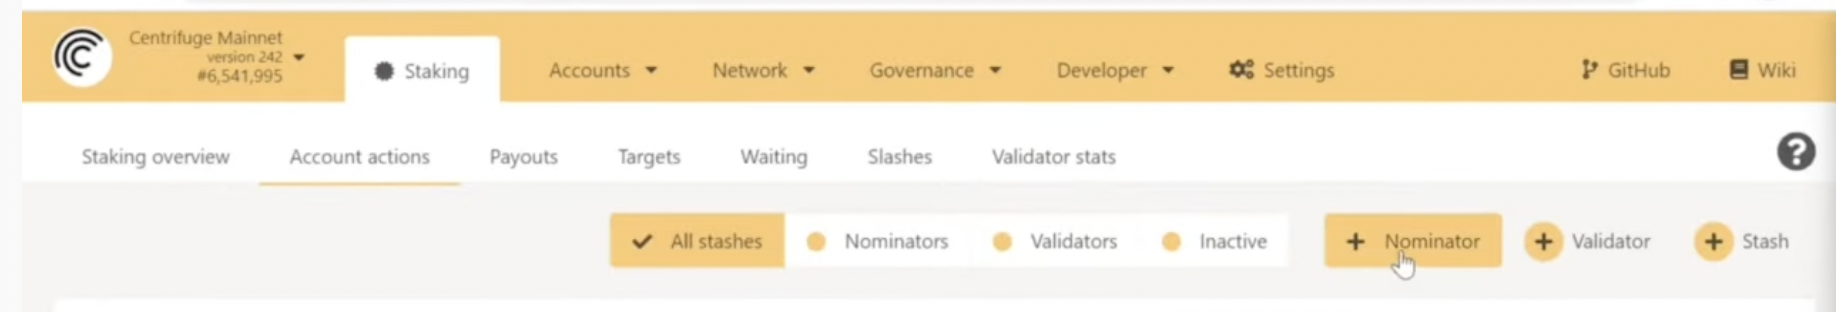 Centrifuge Mainnet
version 242
#6,541,995
Staking
Accounts
Network
Governance
Developer
Settings
GitHub
Wiki
Staking overview
Account actions
Payouts
Targets
Waiting
Slashes
Validator stats
?
All stashes
Nominators
Validators
Inactive
+ Nominator
+ Validator
+ Stash